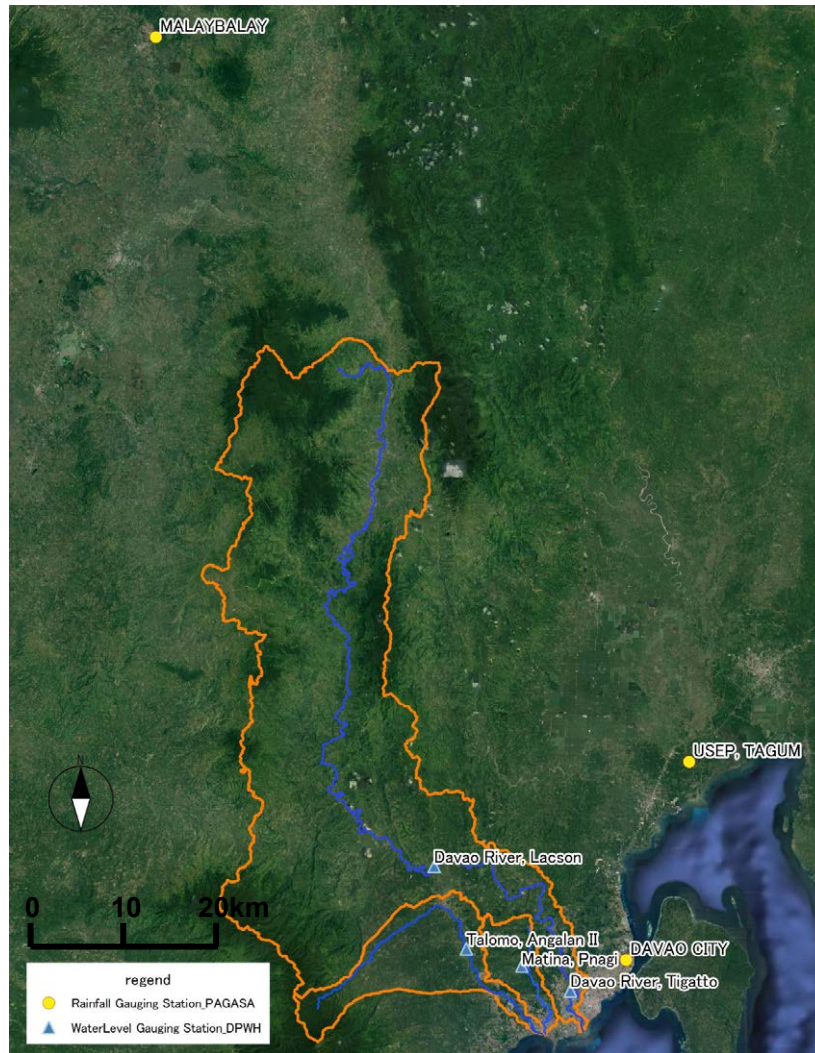 MALAYBALAY
USEP, TAGUM
N
Davao River, Lacson
0 10 20km
Talomo, Angalan II
DAVAO CITY
Matina, Pnagi
Davao River, Tigatto
regend
Rainfall Gauging Station_PAGASA
WaterLevel Gauging Station_DPWH